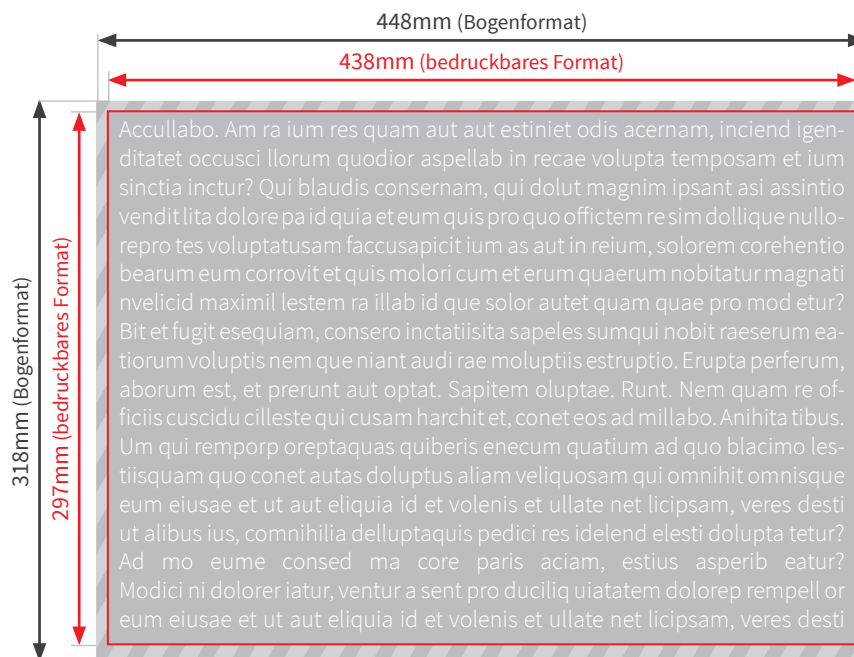 448mm (Bogenformat)
438mm (bedruckbares Format)
318mm (Bogenformat)
297mm (bedruckbares Format)
Accullabo. Am ra ium res quam aut aut estiniet odis acernam, inciend igen-
ditatet occusci llorum quodior aspellab in recae volupta temposam et ium
sinctia inctur? Qui blaudis consernam, qui dolut magnim ipsant asi assintio
vendit lita dolore pa id quia et eum quis pro quo offictem re sim dollique nullo-
repro tes voluptatusam faccusapicit ium as aut in reium, solorem corehentio
bearum eum corrovit et quis molori cum et erum quaerum nobitatur magnati
nvelicid maximil lestem ra illab id que solor autet quam quae pro mod etur?
Bit et fugit esequiam, consero inctatiisita sapeles sumqui nobit raeserum ea-
tiorum voluptis nem que niant audi rae moluptiis estruptio. Erupta perferum,
aborum est, et prerunt aut optat. Sapitem oluptae. Runt. Nem quam re of-
ficiis cuscidu cilleste qui cusam harchit et, conet eos ad millabo. Anihita tibus.
Um qui remporp oreptaquas quiberis enecum quatium ad quo blacimo les-
tiisquam quo conet autas doluptus aliam veliquosam qui omnihit omnisque
eum eiusae et ut aut eliquia id et volenis et ullate net licipsam, veres desti
ut alibus ius, comnihilia delluptaquis pedici res idelend elesti dolupta tetur?
Ad mo eume consed ma core paris aciam, estius asperib eatur?
Modici ni dolorer iatur, ventur a sent pro duciliq uiatatem dolorep rempell or
eum eiusae et ut aut eliquia id et volenis et ullate net licipsam, veres desti